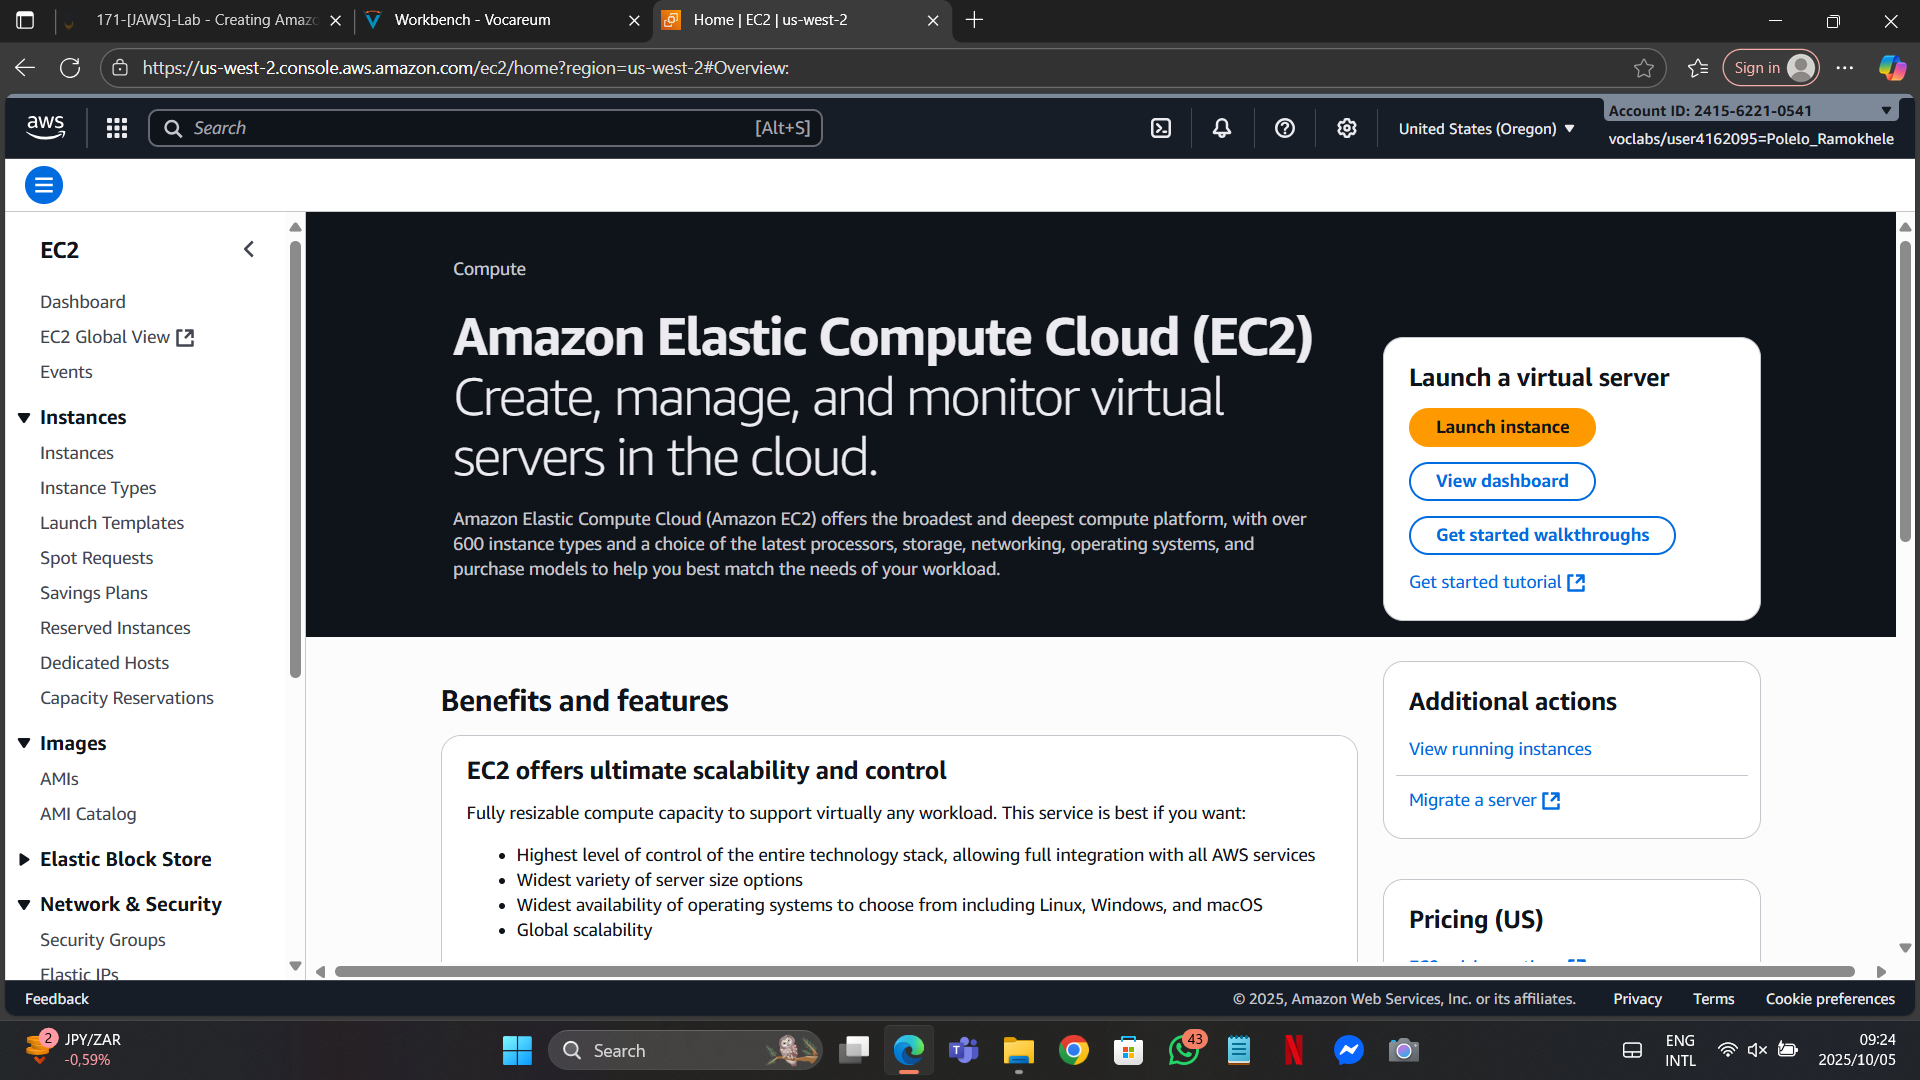 171-[JAWS]-Lab - Creating Amazo
Workbench - Vocareum
Home | EC2 | us-west-2
https://us-west-2.console.aws.amazon.com/ec2/home?region=us-west-2#Overview:
Sign in
aws
Search
[Alt+S]
United States (Oregon)
Account ID: 2415-6221-0541
voclabs/user4162095=Polelo_Ramokhele
EC2
Dashboard
EC2 Global View
Events
Instances
Instances
Instance Types
Launch Templates
Spot Requests
Savings Plans
Reserved Instances
Dedicated Hosts
Capacity Reservations
Images
AMIs
AMI Catalog
Elastic Block Store
Network & Security
Security Groups
Elastic IPs
Compute
Amazon Elastic Compute Cloud (EC2)
Create, manage, and monitor virtual
servers in the cloud.
Amazon Elastic Compute Cloud (Amazon EC2) offers the broadest and deepest compute platform, with over
600 instance types and a choice of the latest processors, storage, networking, operating systems, and
purchase models to help you best match the needs of your workload.
Launch a virtual server
Launch instance
View dashboard
Get started walkthroughs
Get started tutorial
Benefits and features
EC2 offers ultimate scalability and control
Fully resizable compute capacity to support virtually any workload. This service is best if you want:
• Highest level of control of the entire technology stack, allowing full integration with all AWS services
• Widest variety of server size options
• Widest availability of operating systems to choose from including Linux, Windows, and macOS
• Global scalability
Additional actions
View running instances
Migrate a server
Pricing (US)
Feedback
© 2025, Amazon Web Services, Inc. or its affiliates.
Privacy
Terms
Cookie preferences
2
JPY/ZAR
-0,59%
Search
43
ENG
INTL
09:24
2025/10/05